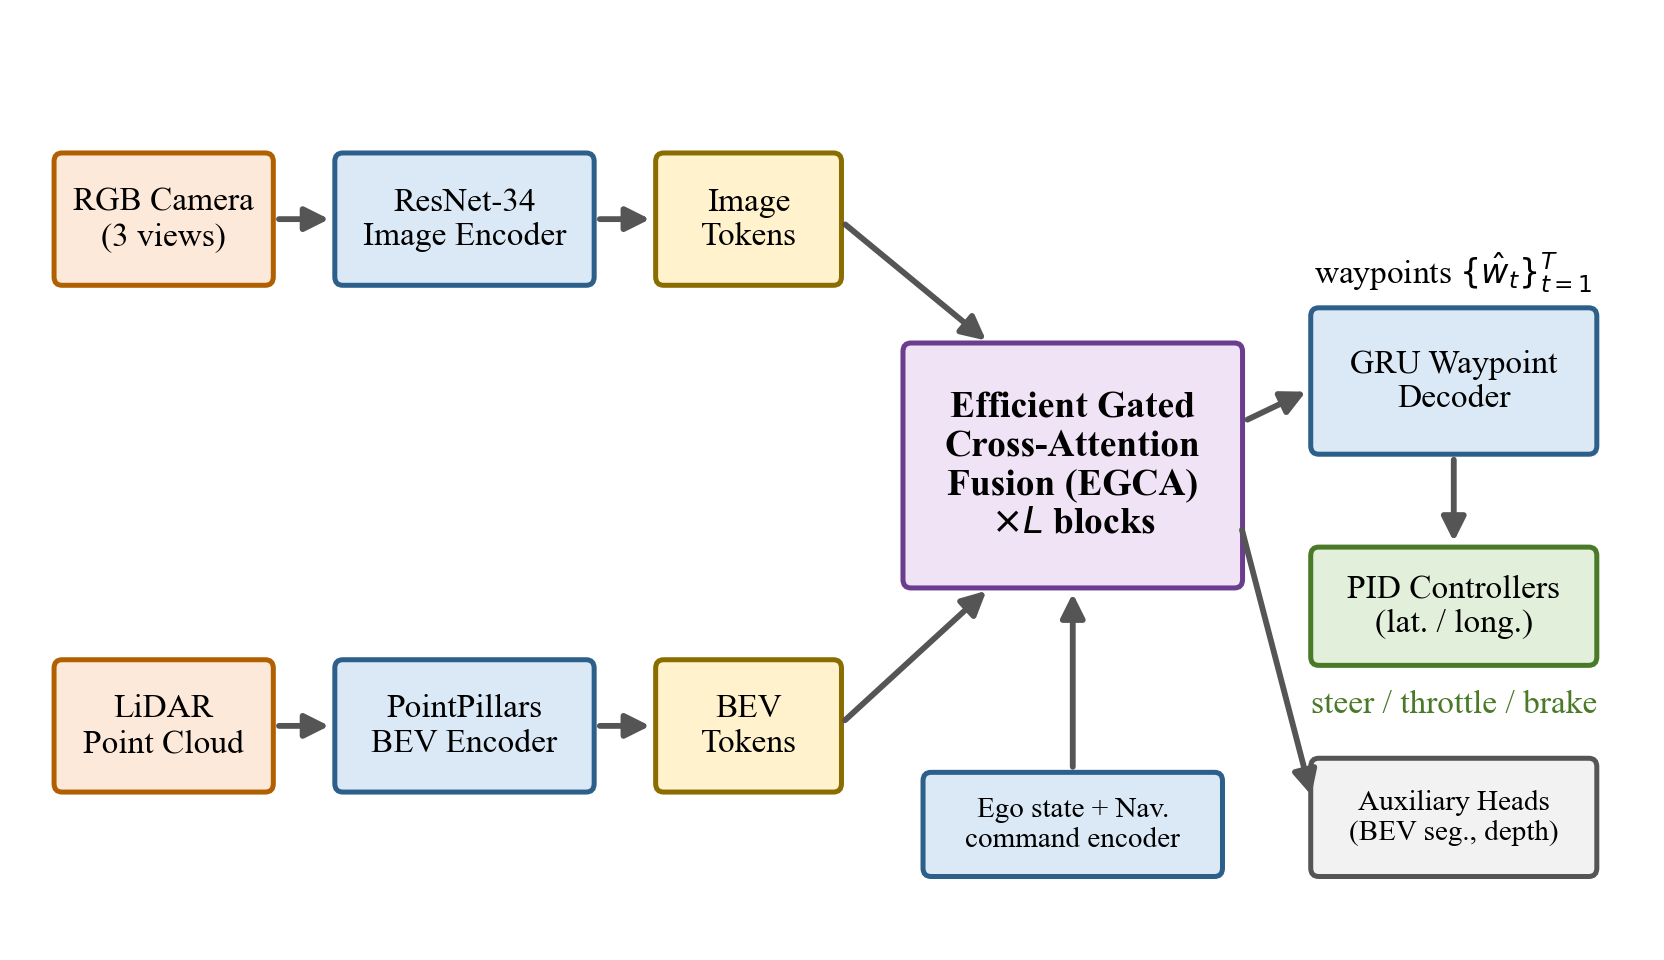 RGB Camera
(3 views)
ResNet-34
Image Encoder
Image
Tokens
LiDAR
Point Cloud
PointPillars
BEV Encoder
BEV
Tokens
Efficient Gated
Cross-Attention
Fusion (EGCA)
×L blocks
Ego state + Nav.
command encoder
waypoints {ŵ_t}_{t=1}^T
GRU Waypoint
Decoder
PID Controllers
(lat. / long.)
steer / throttle / brake
Auxiliary Heads
(BEV seg., depth)